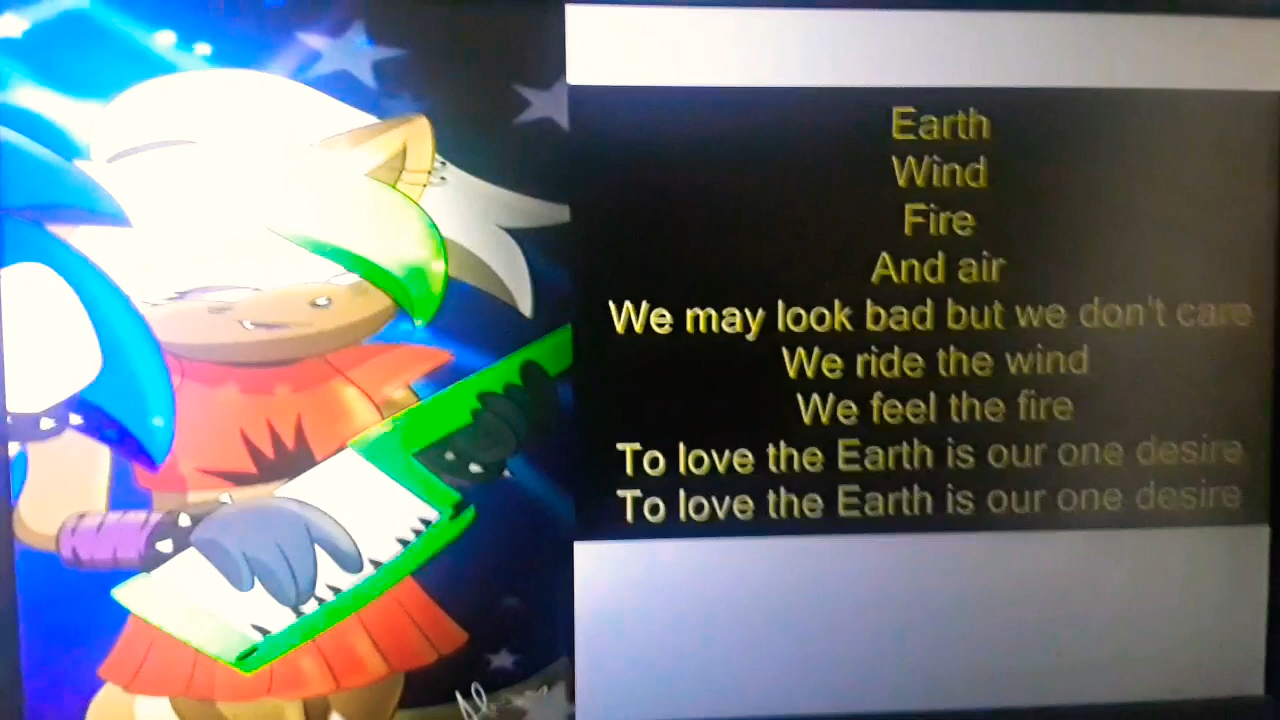 Earth
Wind
Fire
And air
We may look bad but we don't care
We ride the wind
We feel the fire
To love the Earth is our one desire
To love the Earth is our one desire